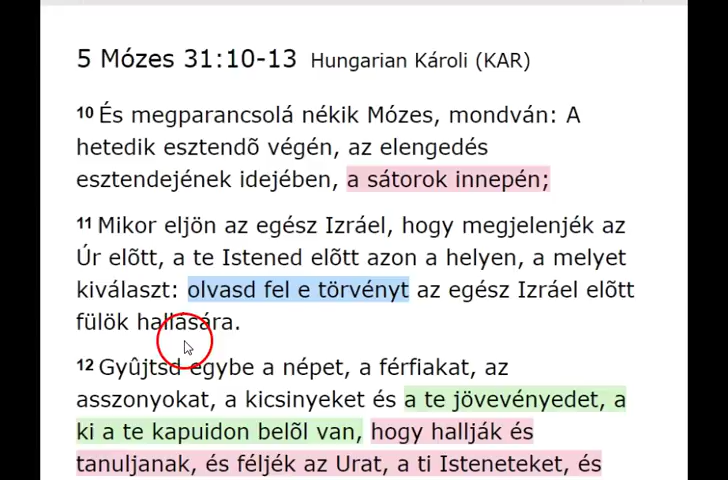 5 Mózes 31:10-13 Hungarian Károli (KAR)
10 És megparancsolá nékik Mózes, mondván: A
hetedik esztendõ végén, az elengedés
esztendejének idejében, a sátorok innepén;
11 Mikor eljön az egész Izráel, hogy megjelenjék az
Úr elõtt, a te Istened elõtt azon a helyen, a melyet
kiválaszt: olvasd fel e törvényt az egész Izráel elõtt
fülök hallására.
12 Gyûjtsd egybe a népet, a férfiakat, az
asszonyokat, a kicsinyeket és a te jövevényedet, a
ki a te kapuidon belõl van, hogy hallják és
tanuljanak, és féljék az Urat, a ti Isteneteket, és